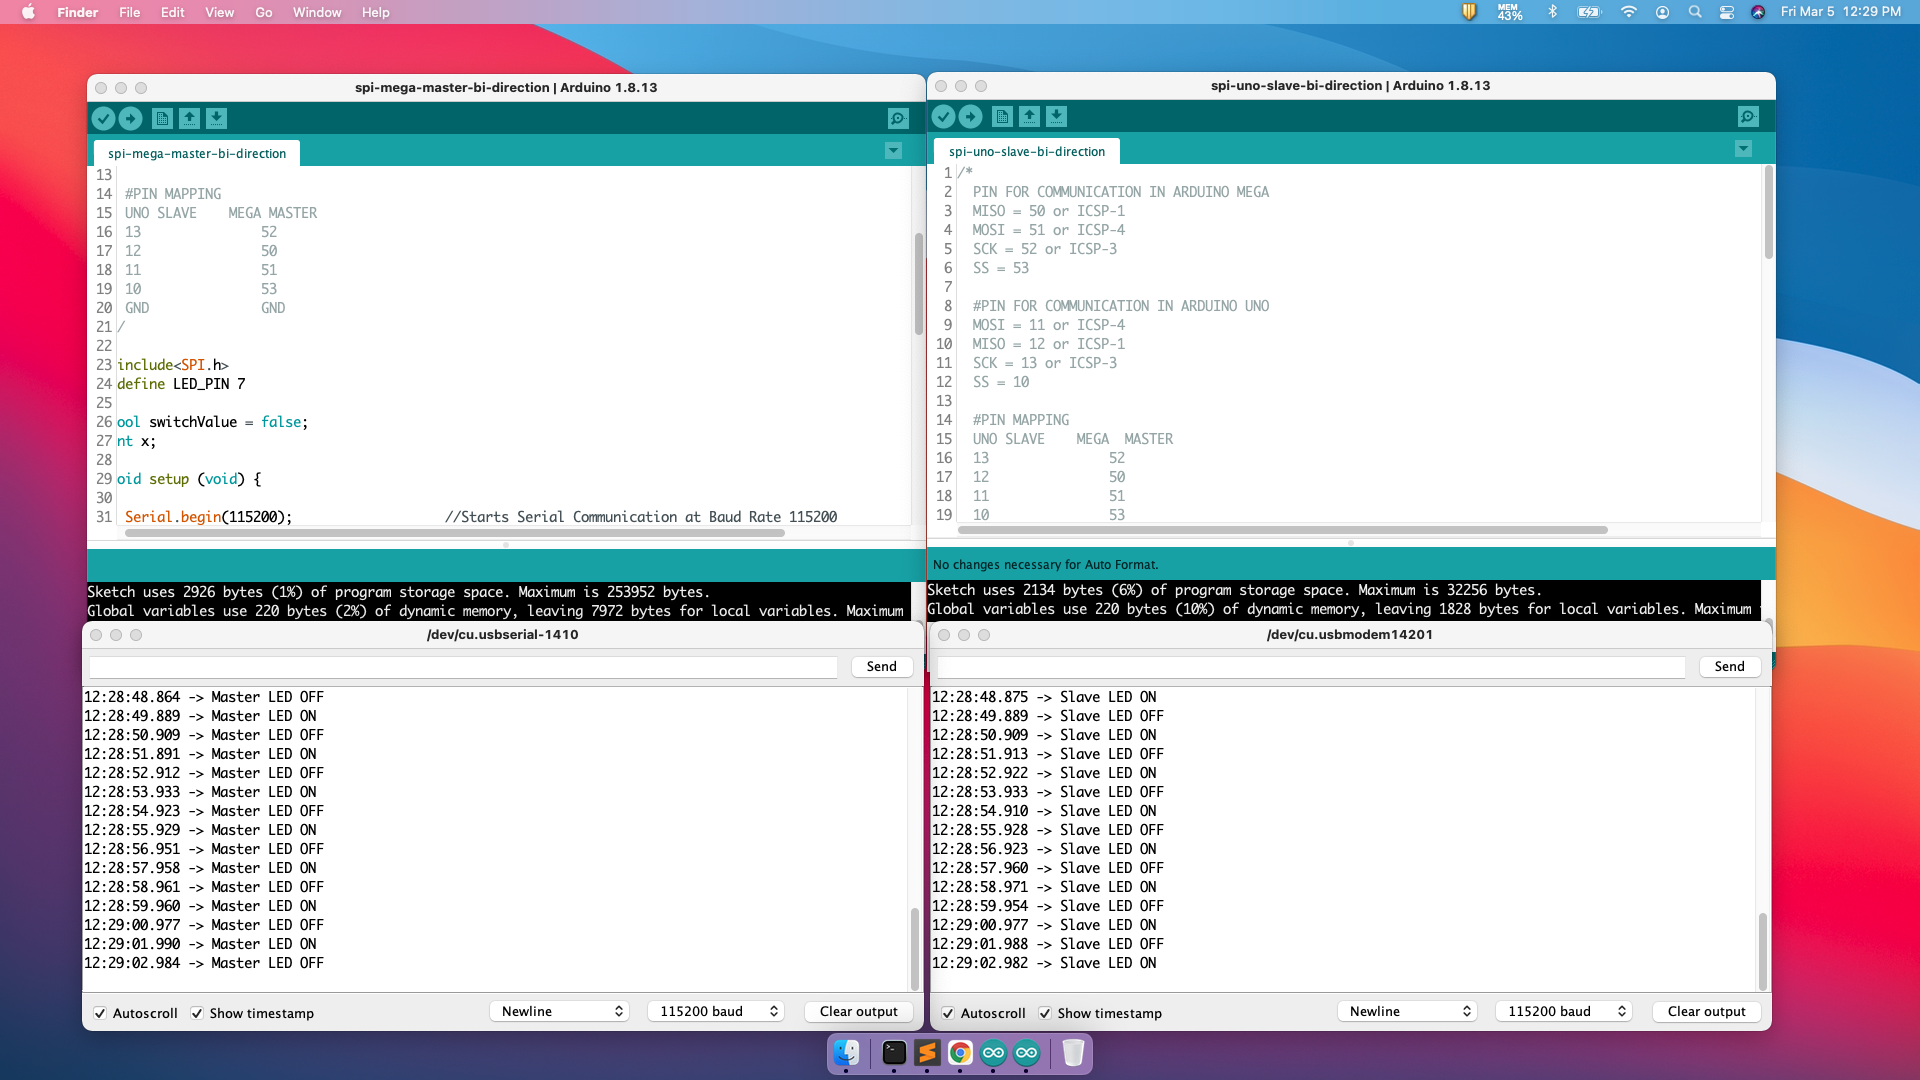 Finder File Edit View Go Window Help
MEM
43%
Fri Mar 5 12:29 PM
spi-mega-master-bi-direction | Arduino 1.8.13
spi-mega-master-bi-direction
13
14 #PIN MAPPING
15 UNO SLAVE MEGA MASTER
16 13 52
17 12 50
18 11 51
19 10 53
20 GND GND
21 /
22
23 include<SPI.h>
24 define LED_PIN 7
25
26 ool switchValue = false;
27 nt x;
28
29 oid setup (void) {
30
31 Serial.begin(115200); //Starts Serial Communication at Baud Rate 115200
Sketch uses 2926 bytes (1%) of program storage space. Maximum is 253952 bytes.
Global variables use 220 bytes (2%) of dynamic memory, leaving 7972 bytes for local variables. Maximum
spi-uno-slave-bi-direction | Arduino 1.8.13
spi-uno-slave-bi-direction
1 /*
2 PIN FOR COMMUNICATION IN ARDUINO MEGA
3 MISO = 50 or ICSP-1
4 MOSI = 51 or ICSP-4
5 SCK = 52 or ICSP-3
6 SS = 53
7
8 #PIN FOR COMMUNICATION IN ARDUINO UNO
9 MOSI = 11 or ICSP-4
10 MISO = 12 or ICSP-1
11 SCK = 13 or ICSP-3
12 SS = 10
13
14 #PIN MAPPING
15 UNO SLAVE MEGA MASTER
16 13 52
17 12 50
18 11 51
19 10 53
No changes necessary for Auto Format.
Sketch uses 2134 bytes (6%) of program storage space. Maximum is 32256 bytes.
Global variables use 220 bytes (10%) of dynamic memory, leaving 1828 bytes for local variables. Maximum
/dev/cu.usbserial-1410
Send
12:28:48.864 -> Master LED OFF
12:28:49.889 -> Master LED ON
12:28:50.909 -> Master LED OFF
12:28:51.891 -> Master LED ON
12:28:52.912 -> Master LED OFF
12:28:53.933 -> Master LED ON
12:28:54.923 -> Master LED OFF
12:28:55.929 -> Master LED ON
12:28:56.951 -> Master LED OFF
12:28:57.958 -> Master LED ON
12:28:58.961 -> Master LED OFF
12:28:59.960 -> Master LED ON
12:29:00.977 -> Master LED OFF
12:29:01.990 -> Master LED ON
12:29:02.984 -> Master LED OFF
Autoscroll Show timestamp Newline 115200 baud Clear output
/dev/cu.usbmodem14201
Send
12:28:48.875 -> Slave LED ON
12:28:49.889 -> Slave LED OFF
12:28:50.909 -> Slave LED ON
12:28:51.913 -> Slave LED OFF
12:28:52.922 -> Slave LED ON
12:28:53.933 -> Slave LED OFF
12:28:54.910 -> Slave LED ON
12:28:55.928 -> Slave LED OFF
12:28:56.923 -> Slave LED ON
12:28:57.960 -> Slave LED OFF
12:28:58.971 -> Slave LED ON
12:28:59.954 -> Slave LED OFF
12:29:00.977 -> Slave LED ON
12:29:01.988 -> Slave LED OFF
12:29:02.982 -> Slave LED ON
Autoscroll Show timestamp Newline 115200 baud Clear output